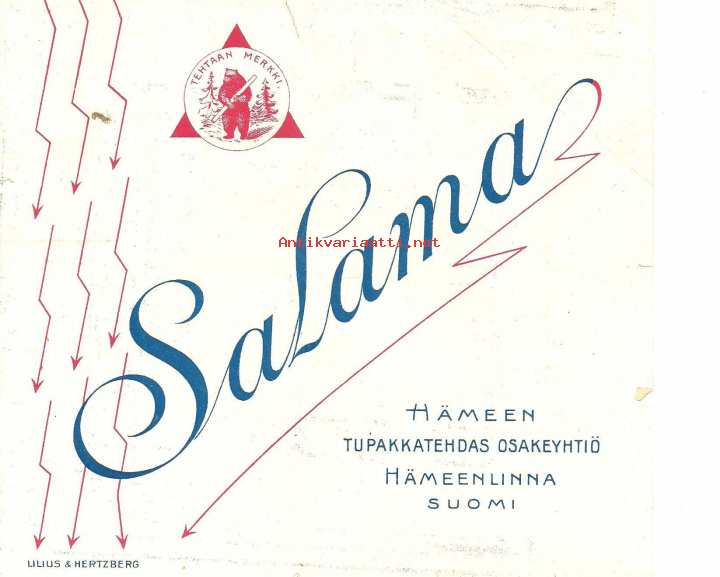 TEHTAAN MERKKI
Salama
Antikvariaatti.net
HÄMEEN
TUPAKKATEHDAS OSAKEYHTIÖ
HÄMEENLINNA
SUOMI
LILIUS & HERTZBERG